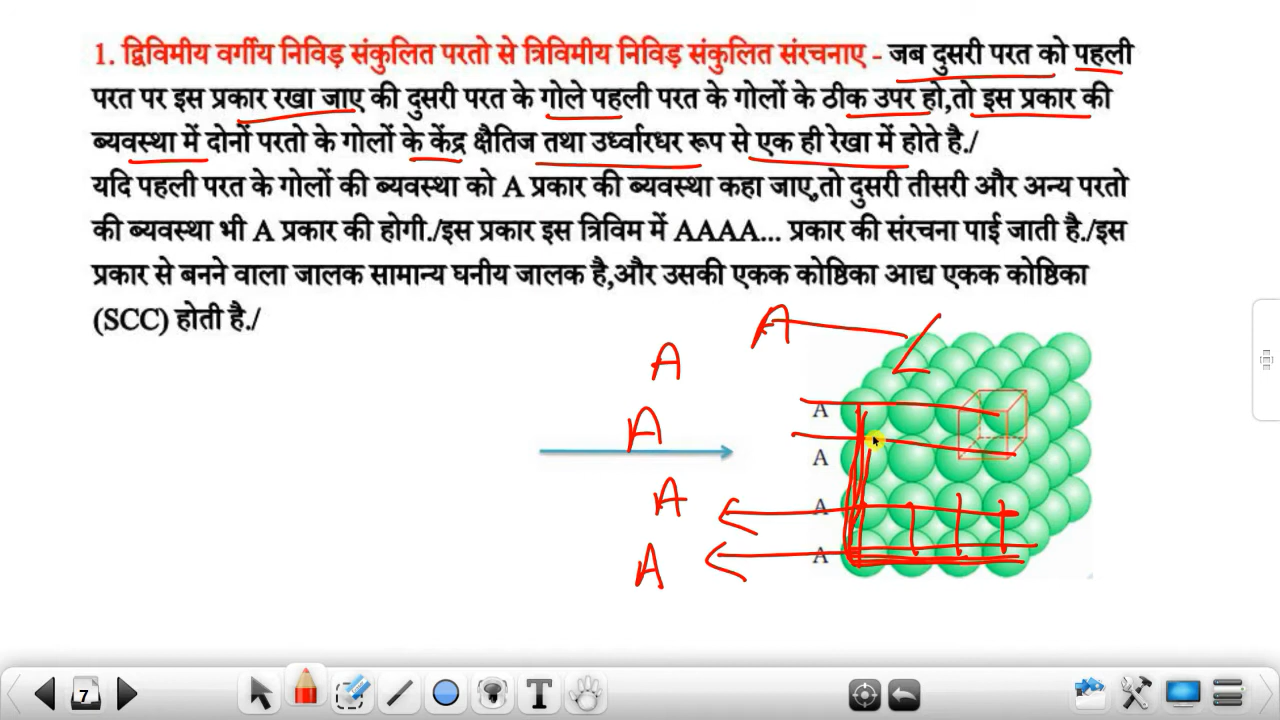 1. द्विविमीय वर्गीय निविड़ संकुलित परतो से त्रिविमीय निविड़ संकुलित संरचनाए - जब दुसरी परत को पहली
परत पर इस प्रकार रखा जाए की दुसरी परत के गोले पहली परत के गोलों के ठीक उपर हो,तो इस प्रकार की
ब्यवस्था में दोनों परतो के गोलों के केंद्र क्षैतिज तथा उर्ध्वारधर रूप से एक ही रेखा में होते है./
यदि पहली परत के गोलों की ब्यवस्था को A प्रकार की ब्यवस्था कहा जाए,तो दुसरी तीसरी और अन्य परतो
की ब्यवस्था भी A प्रकार की होगी./इस प्रकार इस त्रिविम में AAAA... प्रकार की संरचना पाई जाती है./इस
प्रकार से बनने वाला जालक सामान्य घनीय जालक है,और उसकी एकक कोष्ठिका आद्य एकक कोष्ठिका
(SCC) होती है./
A
A
A
A
A
A
A
A
A
7
T